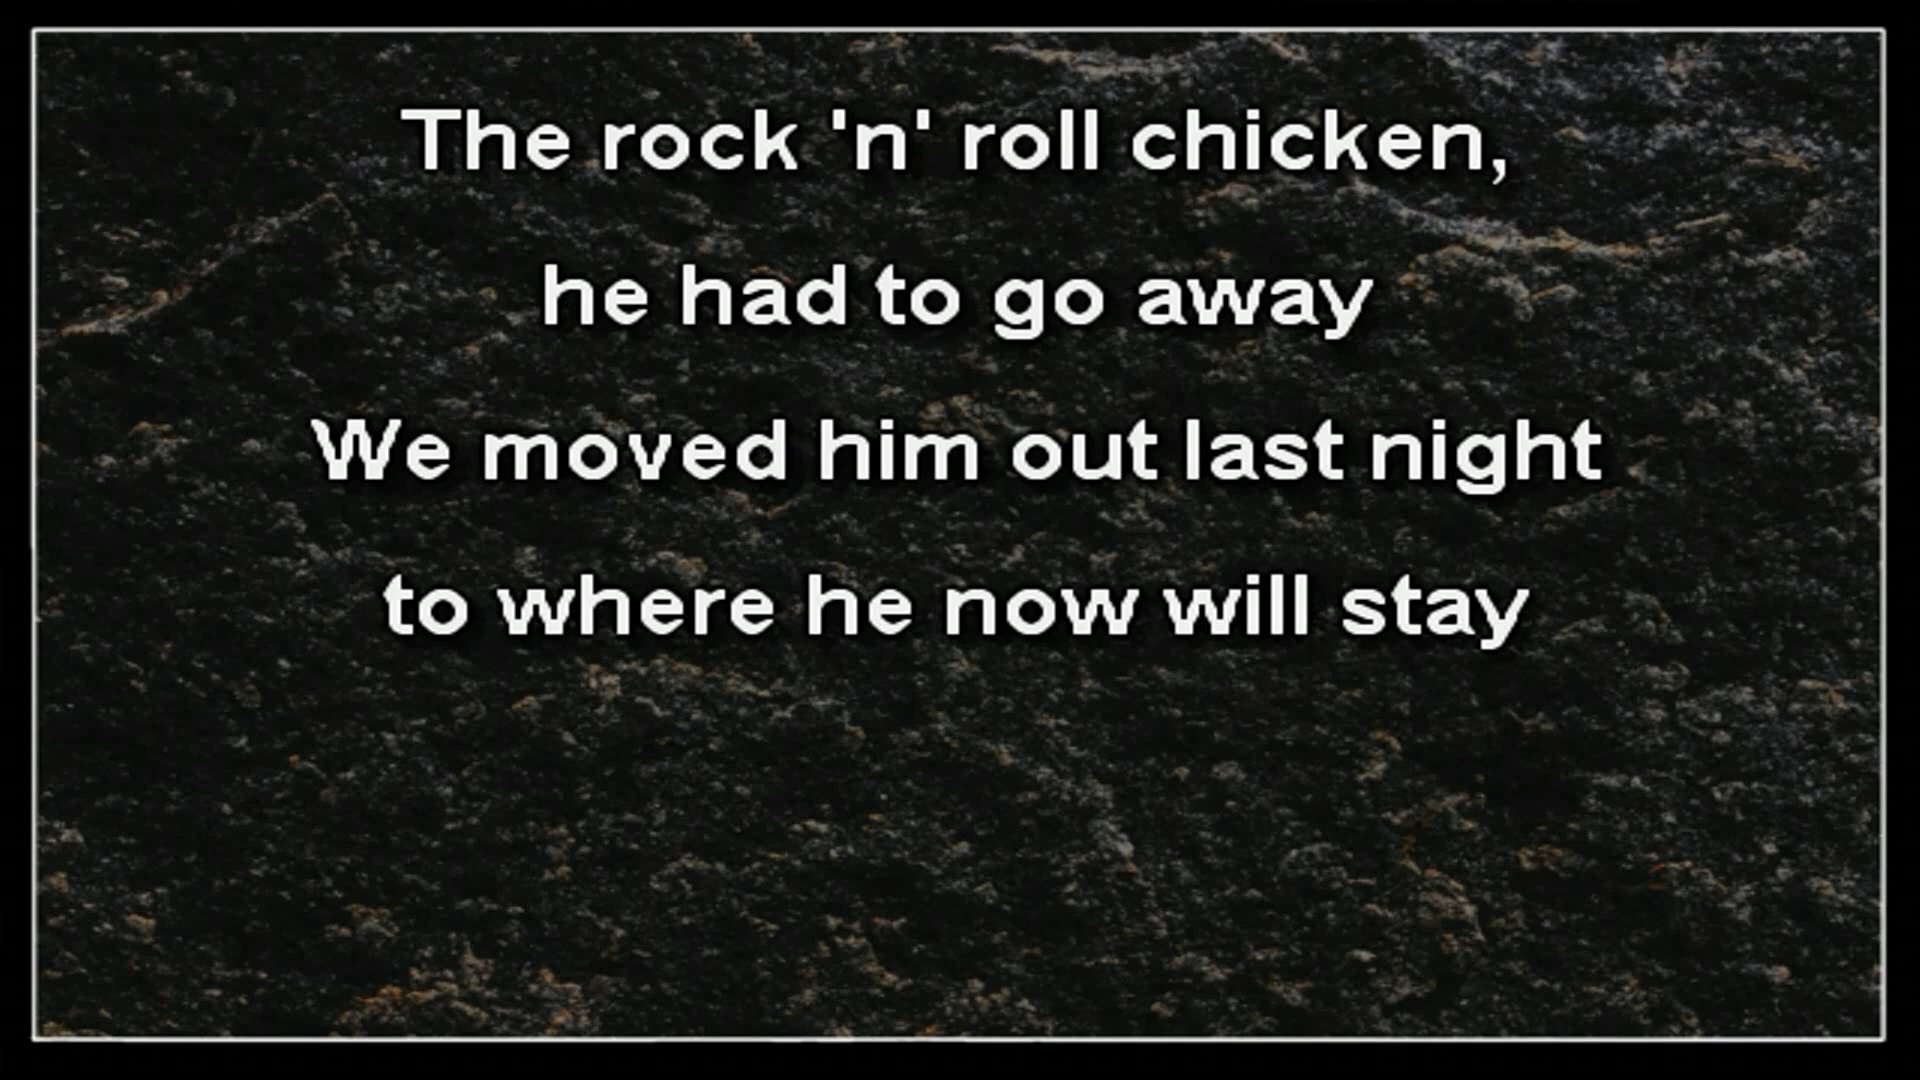 The rock 'n' roll chicken,
he had to go away
We moved him out last night
to where he now will stay